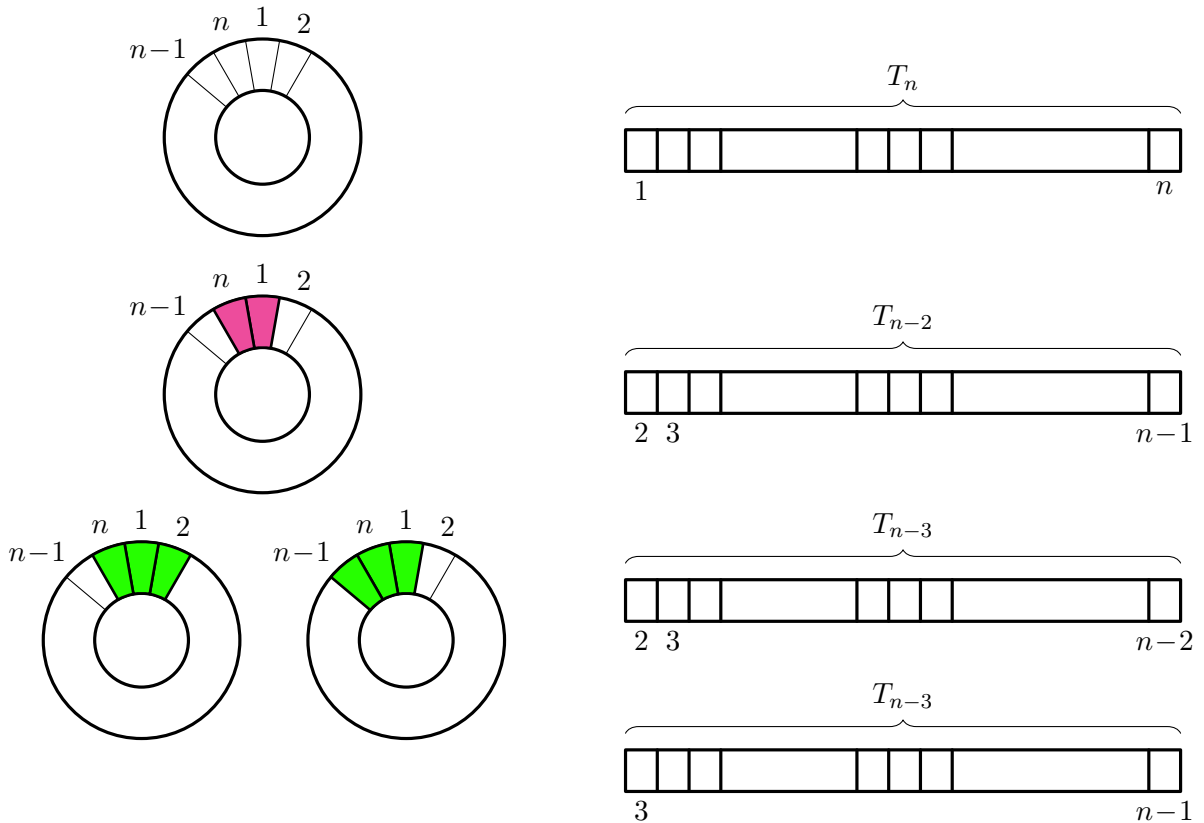 n−1 n 1 2
T_n
1 n
n−1 n 1 2
T_{n−2}
2 3 n−1
n−1 n 1 2
n−1 n 1 2
T_{n−3}
2 3 n−2
T_{n−3}
3 n−1